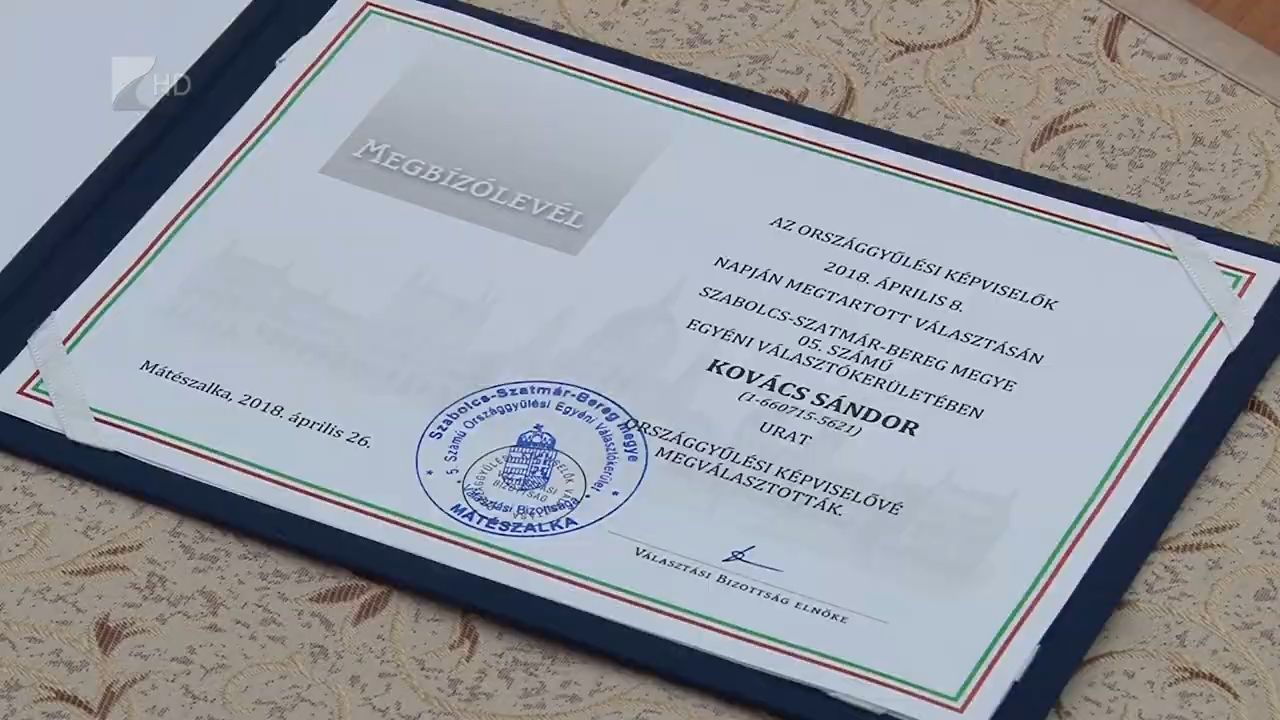 HD
MEGBÍZÓLEVÉL
AZ ORSZÁGGYŰLÉSI KÉPVISELŐK
2018. ÁPRILIS 8.
NAPJÁN MEGTARTOTT VÁLASZTÁSÁN
SZABOLCS-SZATMÁR-BEREG MEGYE
05. SZÁMÚ
EGYÉNI VÁLASZTÓKERÜLETÉBEN
KOVÁCS SÁNDOR
(1-660715-5621)
URAT
ORSZÁGGYŰLÉSI KÉPVISELŐVÉ
MEGVÁLASZTOTTÁK.
Mátészalka, 2018. április 26.
Szabolcs-Szatmár-Bereg Megye
5. Számú Országgyűlési Egyéni Választókerület
Választási Bizottsága
MÁTÉSZALKA
VÁLASZTÁSI BIZOTTSÁG ELNÖKE